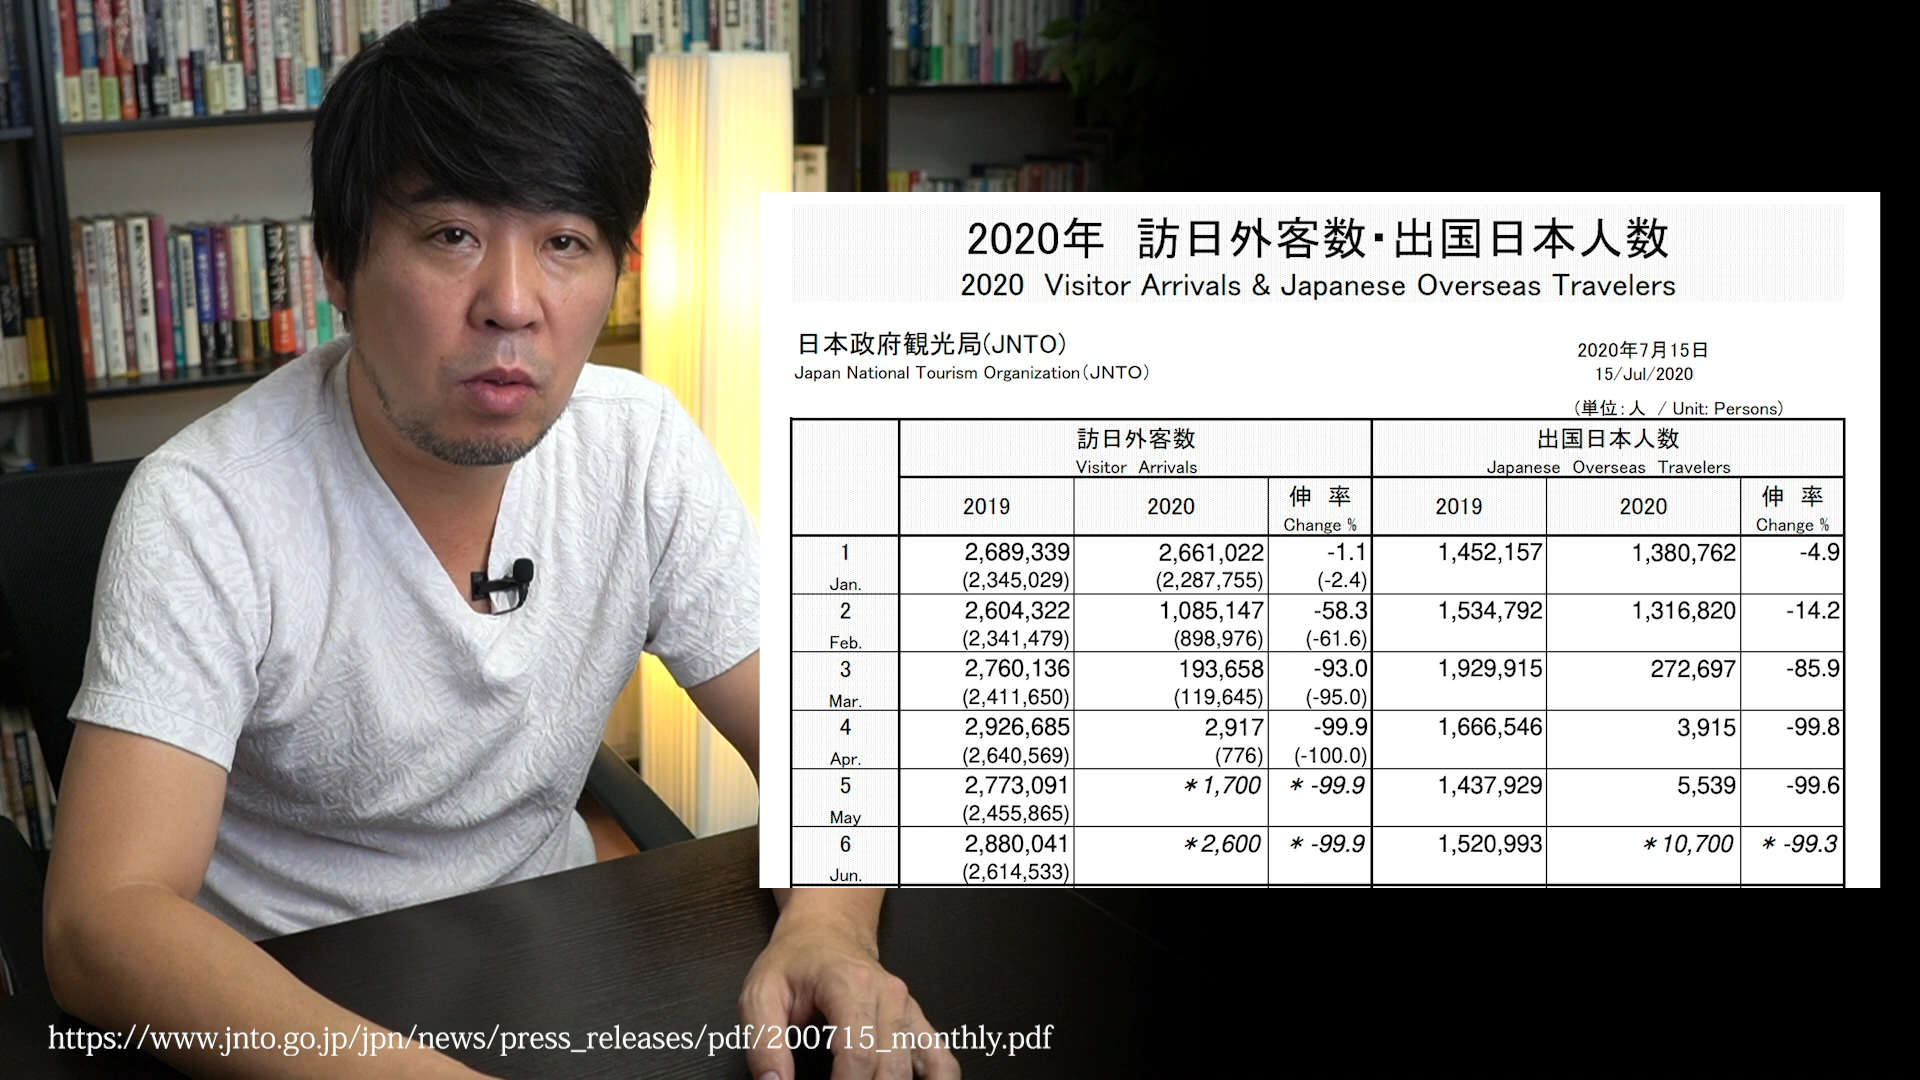 2020年 訪日外客数・出国日本人数
2020 Visitor Arrivals & Japanese Overseas Travelers
日本政府観光局(JNTO)
Japan National Tourism Organization(JNTO)
2020年7月15日
15/Jul/2020
(単位:人 / Unit: Persons)
訪日外客数 出国日本人数
Visitor Arrivals Japanese Overseas Travelers
2019 2020 伸 率 2019 2020 伸 率
Change % Change %
1 2,689,339 2,661,022 -1.1 1,452,157 1,380,762 -4.9
Jan. (2,345,029) (2,287,755) (-2.4)
2 2,604,322 1,085,147 -58.3 1,534,792 1,316,820 -14.2
Feb. (2,341,479) (898,976) (-61.6)
3 2,760,136 193,658 -93.0 1,929,915 272,697 -85.9
Mar. (2,411,650) (119,645) (-95.0)
4 2,926,685 2,917 -99.9 1,666,546 3,915 -99.8
Apr. (2,640,569) (776) (-100.0)
5 2,773,091 *1,700 * -99.9 1,437,929 5,539 -99.6
May (2,455,865)
6 2,880,041 *2,600 * -99.9 1,520,993 *10,700 * -99.3
Jun. (2,614,533)
https://www.jnto.go.jp/jpn/news/press_releases/pdf/200715_monthly.pdf